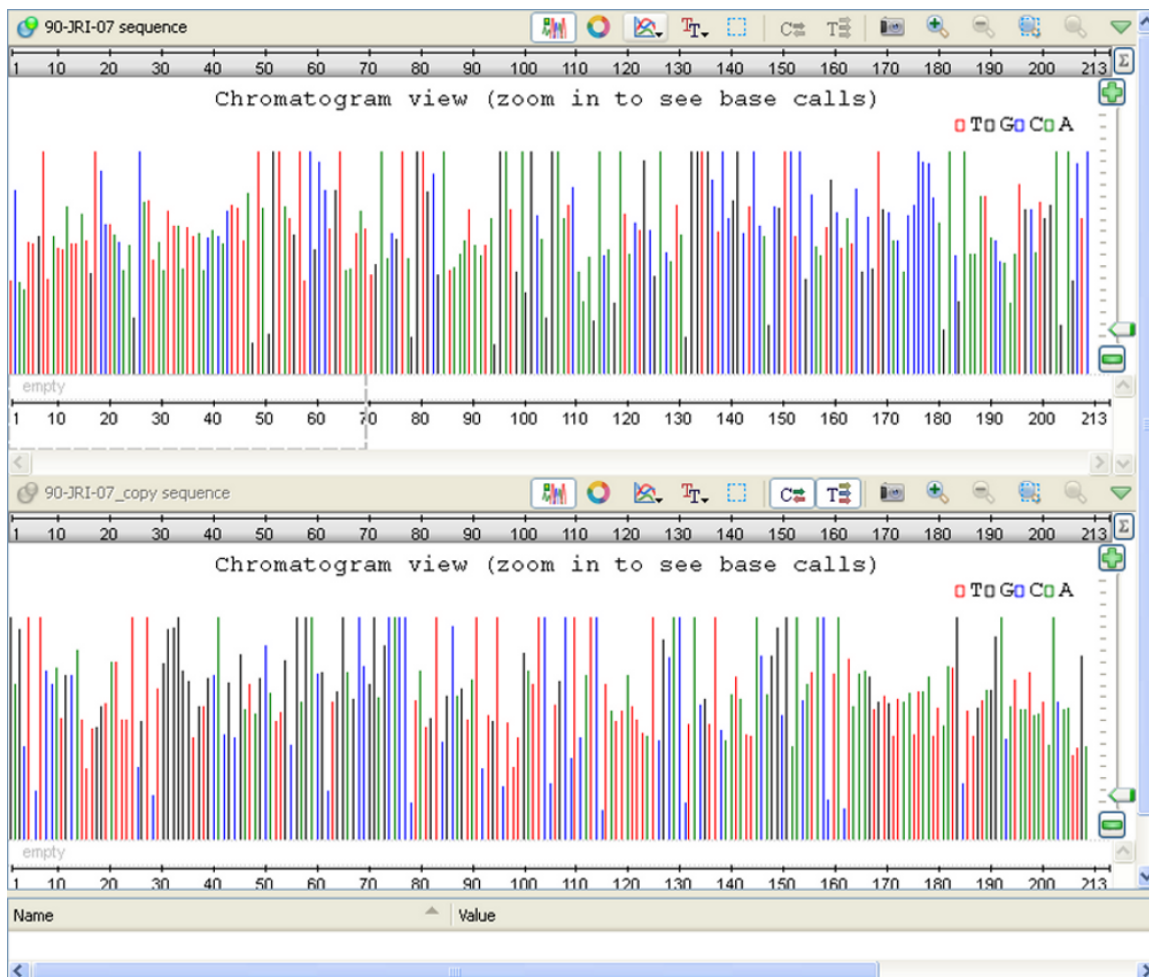 90-JRI-07 sequence TT C T Σ
1 10 20 30 40 50 60 70 80 90 100 110 120 130 140 150 160 170 180 190 200 213
Chromatogram view (zoom in to see base calls)
T G C A
empty
1 10 20 30 40 50 60 70 80 90 100 110 120 130 140 150 160 170 180 190 200 213
90-JRI-07_copy sequence TT C T Σ
1 10 20 30 40 50 60 70 80 90 100 110 120 130 140 150 160 170 180 190 200 213
Chromatogram view (zoom in to see base calls)
T G C A
empty
1 10 20 30 40 50 60 70 80 90 100 110 120 130 140 150 160 170 180 190 200 213
Name Value